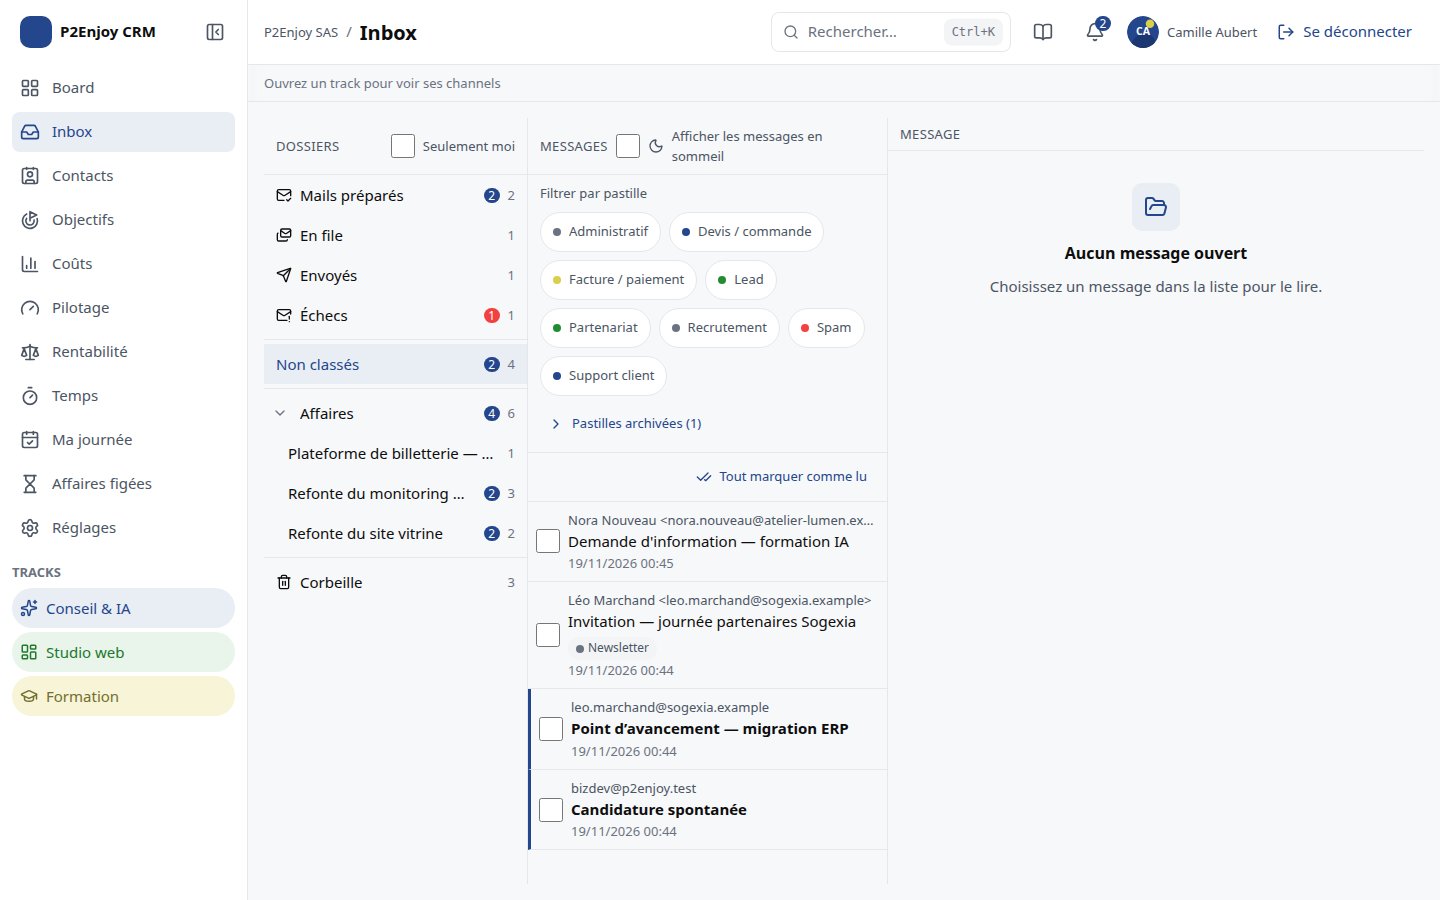 P2Enjoy CRM
Board
Inbox
Contacts
Objectifs
Coûts
Pilotage
Rentabilité
Temps
Ma journée
Affaires figées
Réglages
TRACKS
Conseil & IA
Studio web
Formation
P2Enjoy SAS / Inbox
Rechercher...
Ctrl+K
2
CA
Camille Aubert
Se déconnecter
Ouvrez un track pour voir ses channels
DOSSIERS
Seulement moi
Mails préparés 2 2
En file 1
Envoyés 1
Échecs 1 1
Non classés 2 4
Affaires 4 6
Plateforme de billetterie — ... 1
Refonte du monitoring ... 2 3
Refonte du site vitrine 2 2
Corbeille 3
MESSAGES
Afficher les messages en
sommeil
Filtrer par pastille
Administratif
Devis / commande
Facture / paiement
Lead
Partenariat
Recrutement
Spam
Support client
Pastilles archivées (1)
Tout marquer comme lu
Nora Nouveau <nora.nouveau@atelier-lumen.ex...
Demande d'information — formation IA
19/11/2026 00:45
Léo Marchand <leo.marchand@sogexia.example>
Invitation — journée partenaires Sogexia
Newsletter
19/11/2026 00:44
leo.marchand@sogexia.example
Point d’avancement — migration ERP
19/11/2026 00:44
bizdev@p2enjoy.test
Candidature spontanée
19/11/2026 00:44
MESSAGE
Aucun message ouvert
Choisissez un message dans la liste pour le lire.